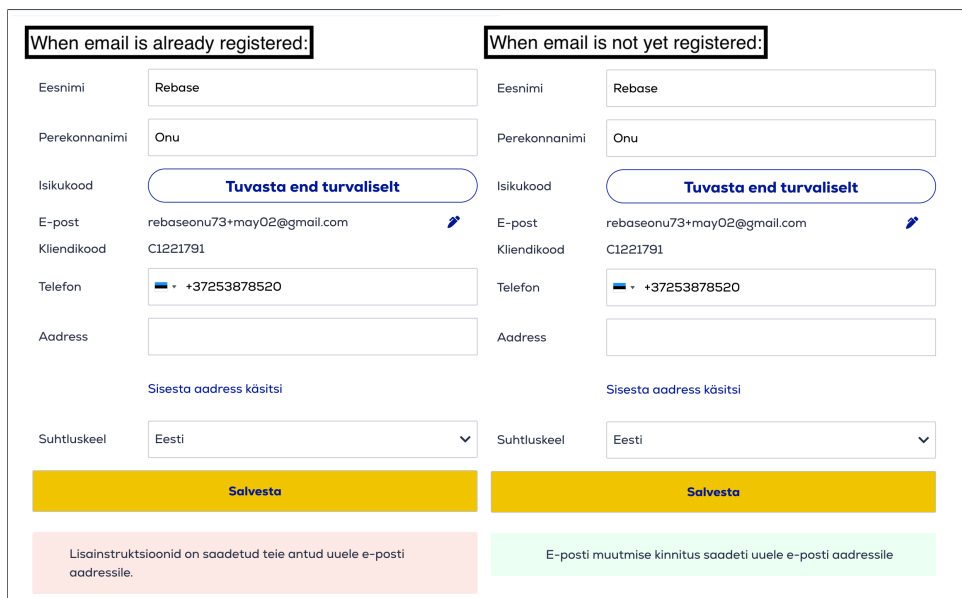 When email is already registered:
Eesnimi
Rebase
Perekonnanimi
Onu
Isikukood
Tuvasta end turvaliselt
E-post
rebaseonu73+may02@gmail.com
Kliendikood
C1221791
Telefon
+37253878520
Aadress
Sisesta aadress käsitsi
Suhtluskeel
Eesti
Salvesta
Lisainstruktsioonid on saadetud teie antud uuele e-posti
aadressile.
When email is not yet registered:
Eesnimi
Rebase
Perekonnanimi
Onu
Isikukood
Tuvasta end turvaliselt
E-post
rebaseonu73+may02@gmail.com
Kliendikood
C1221791
Telefon
+37253878520
Aadress
Sisesta aadress käsitsi
Suhtluskeel
Eesti
Salvesta
E-posti muutmise kinnitus saadeti uuele e-posti aadressile